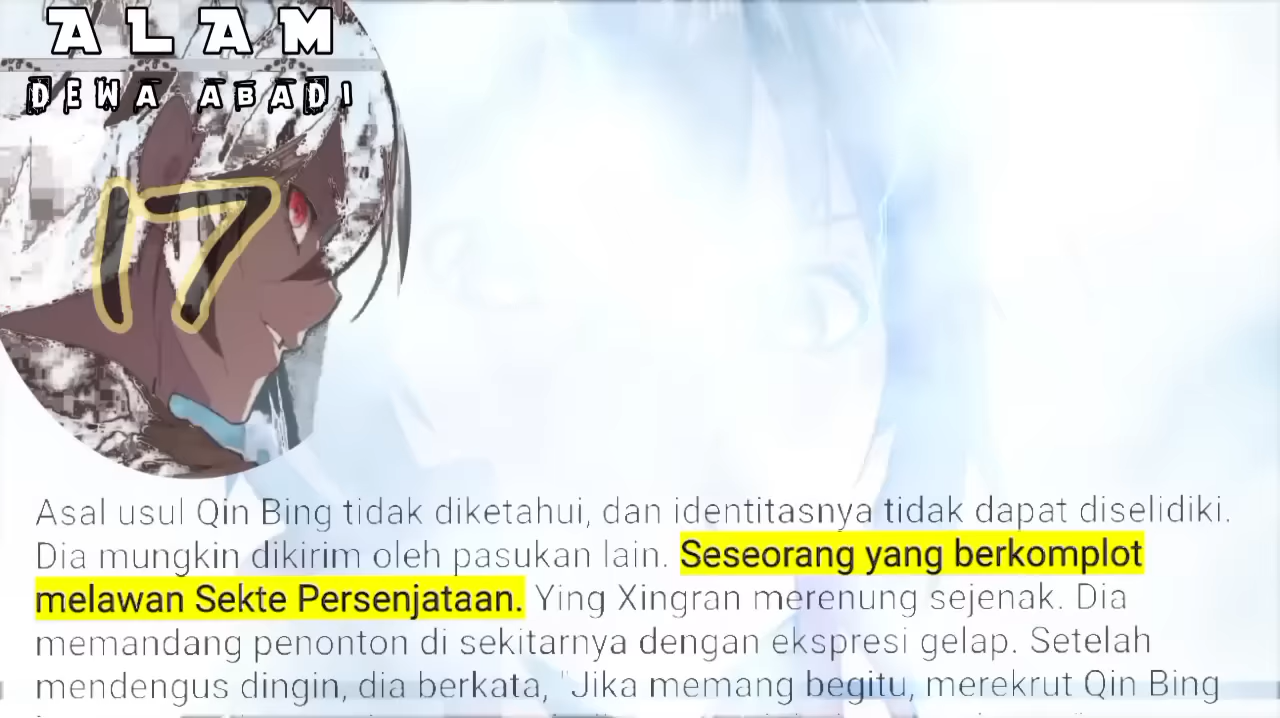 ALAM
DEWA ABADI
17
Asal usul Qin Bing tidak diketahui, dan identitasnya tidak dapat diselidiki.
Dia mungkin dikirim oleh pasukan lain. Seseorang yang berkomplot
melawan Sekte Persenjataan. Ying Xingran merenung sejenak. Dia
memandang penonton di sekitarnya dengan ekspresi gelap. Setelah
mendengus dingin, dia berkata, "Jika memang begitu, merekrut Qin Bing